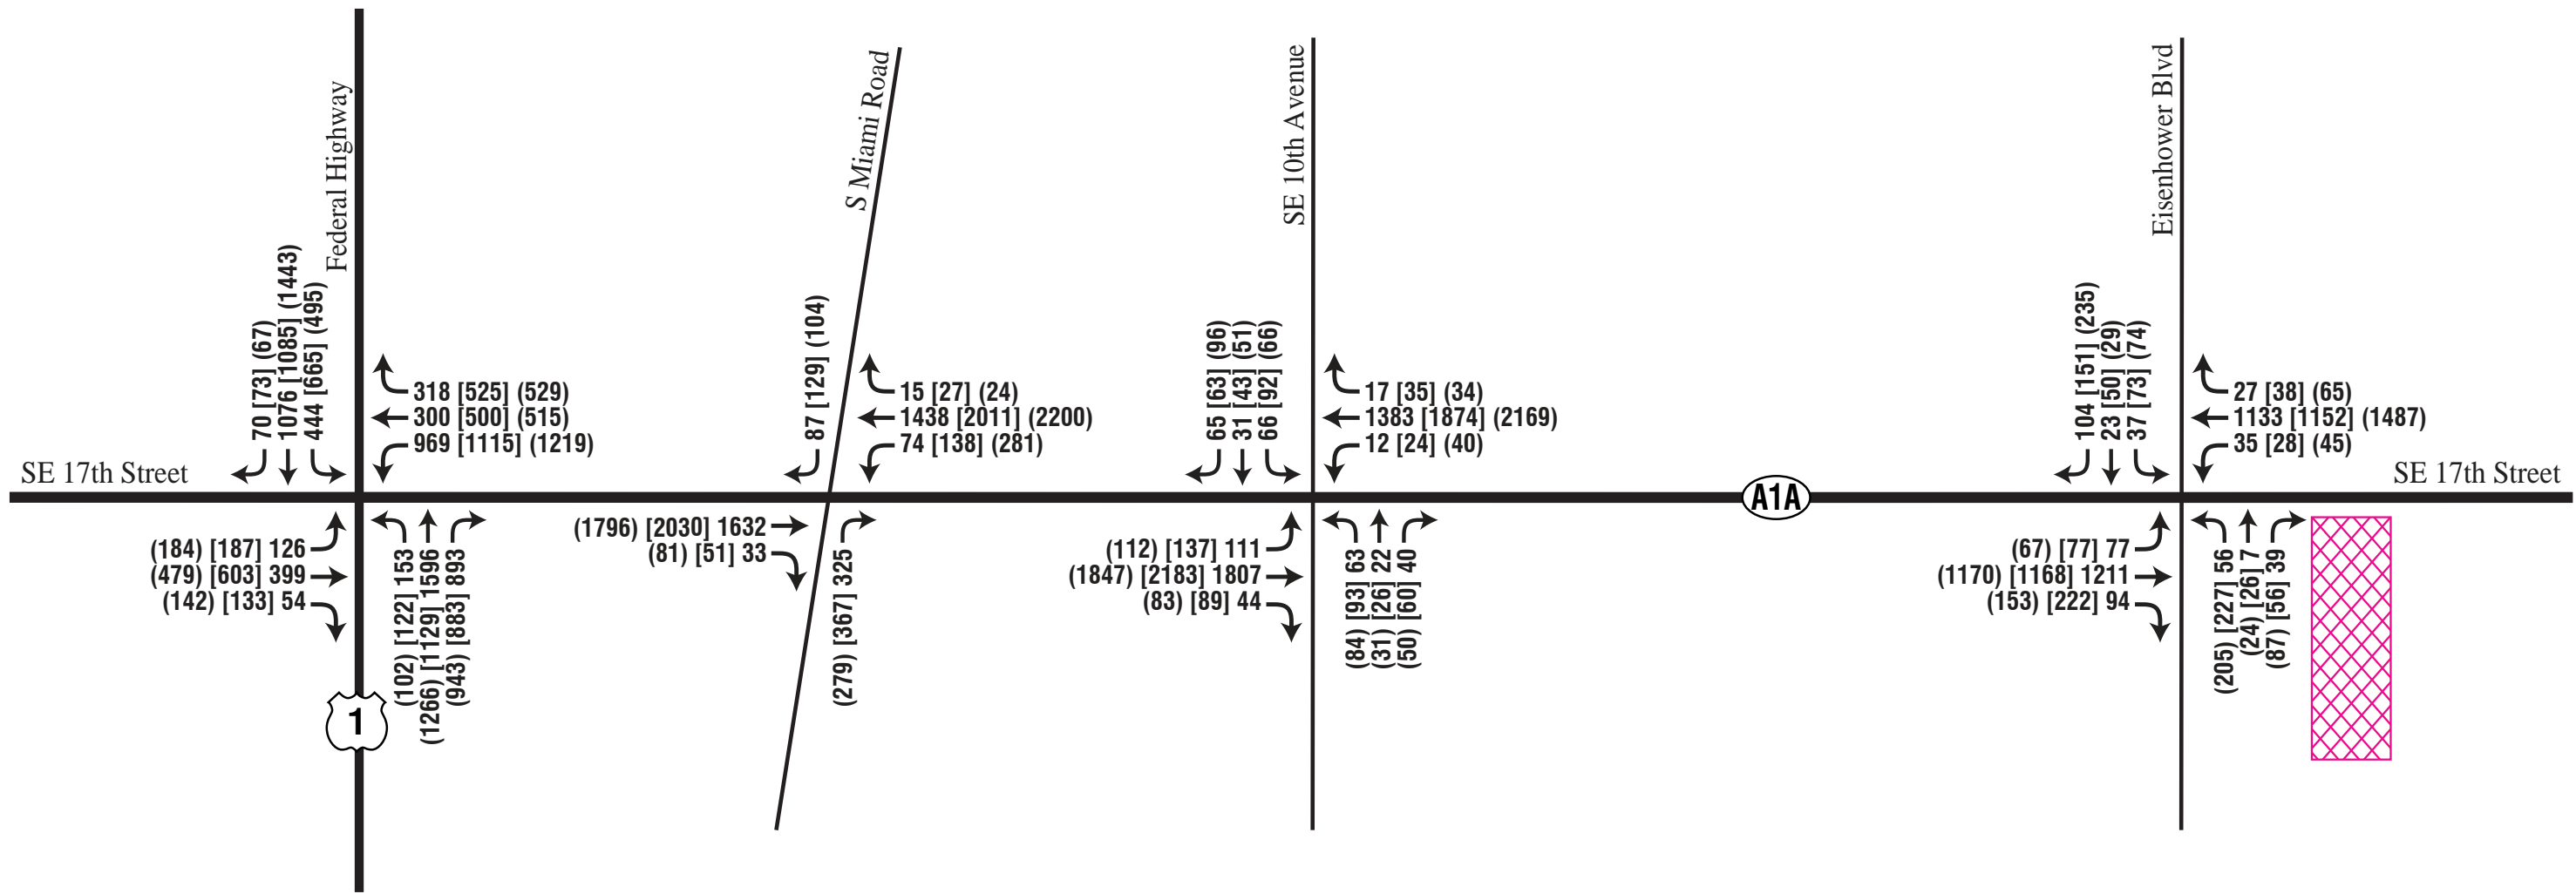 Federal Highway
S Miami Road
SE 10th Avenue
Eisenhower Blvd
70 [73] (67)
1076 [1085] (1443)
444 [665] (495)
318 [525] (529)
300 [500] (515)
969 [1115] (1219)
87 [129] (104)
15 [27] (24)
1438 [2011] (2200)
74 [138] (281)
65 [63] (96)
31 [43] (51)
66 [92] (66)
17 [35] (34)
1383 [1874] (2169)
12 [24] (40)
104 [151] (235)
23 [50] (29)
37 [73] (74)
27 [38] (65)
1133 [1152] (1487)
35 [28] (45)
SE 17th Street
A1A
SE 17th Street
(184) [187] 126
(479) [603] 399
(142) [133] 54
(102) [122] 153
(1266) [1129] 1596
(943) [883] 893
(1796) [2030] 1632
(81) [51] 33
(279) [367] 325
(112) [137] 111
(1847) [2183] 1807
(83) [89] 44
(84) [93] 63
(31) [26] 22
(50) [60] 40
(67) [77] 77
(1170) [1168] 1211
(153) [222] 94
(205) [227] 56
(24) [26] 7
(87) [56] 39
1